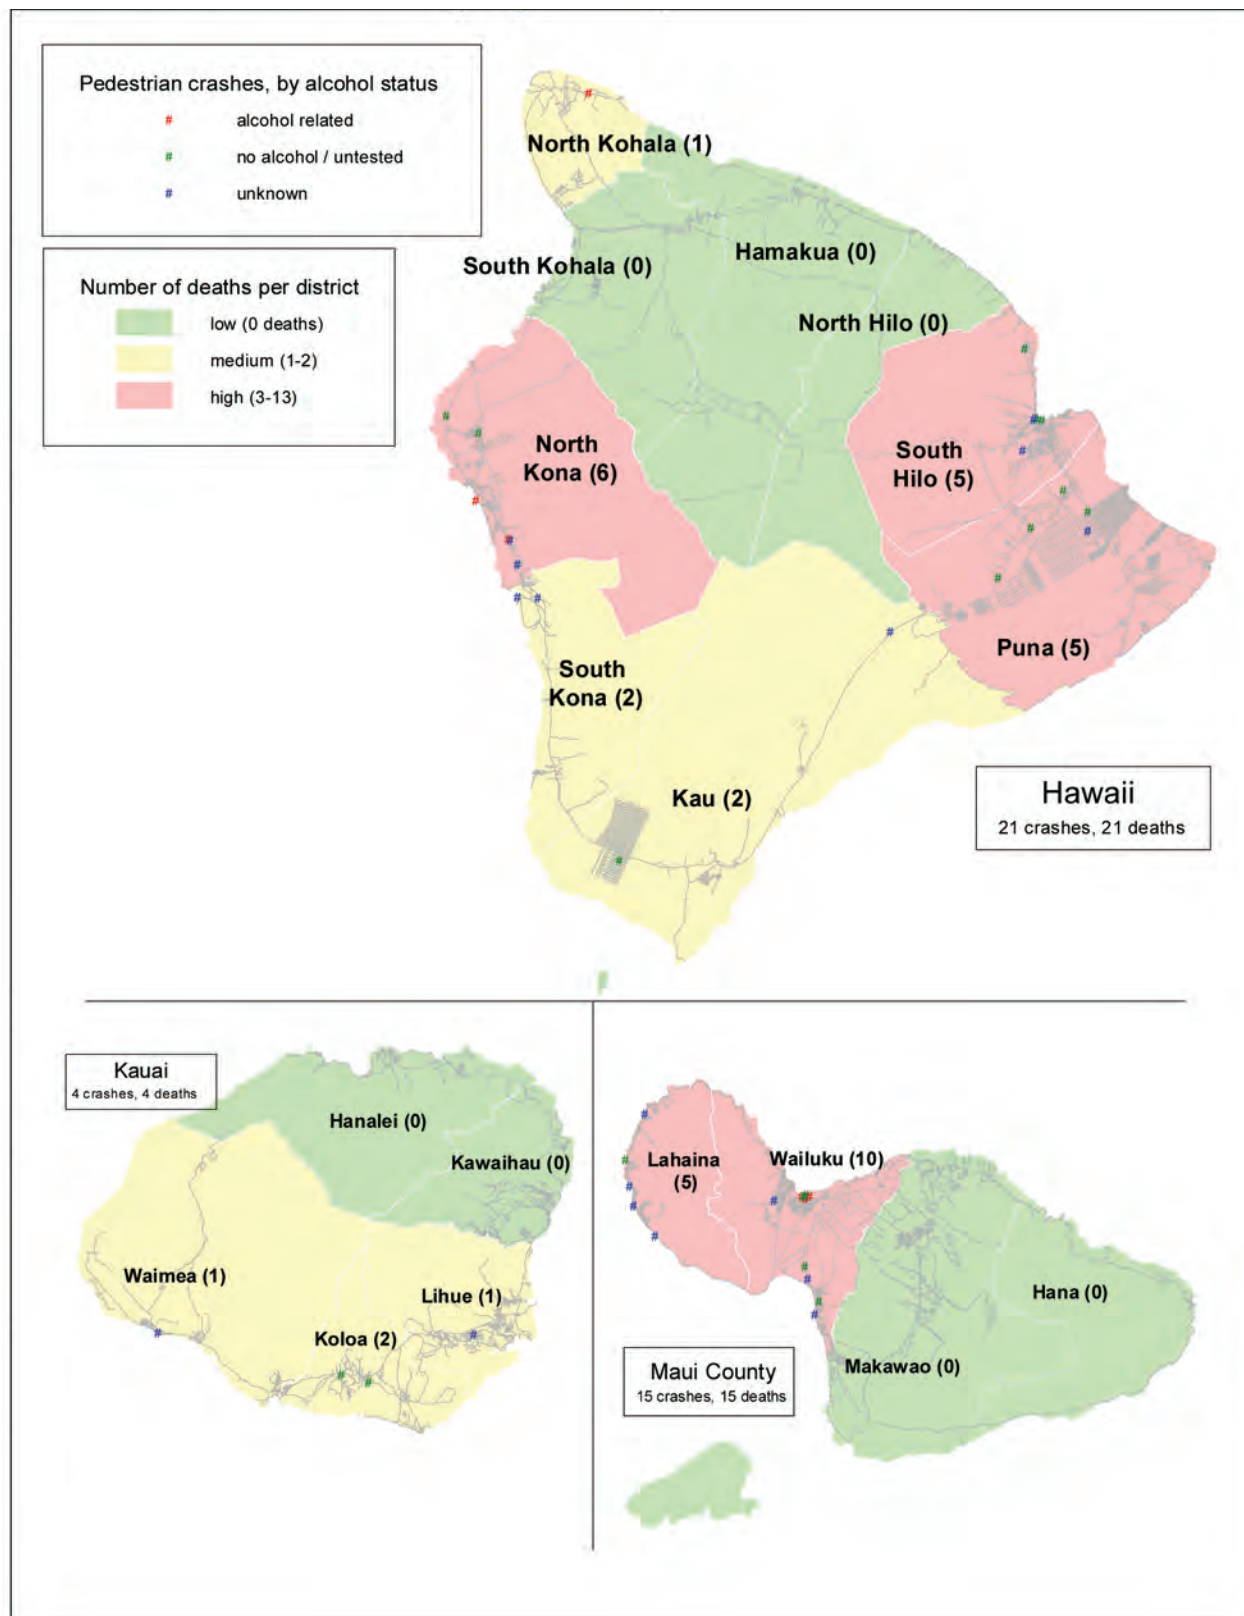 Pedestrian crashes, by alcohol status
# alcohol related
# no alcohol / untested
# unknown
Number of deaths per district
low (0 deaths)
medium (1-2)
high (3-13)
North Kohala (1)
Hamakua (0)
South Kohala (0)
North Hilo (0)
North
Kona (6)
South
Hilo (5)
Puna (5)
South
Kona (2)
Kau (2)
Hawaii
21 crashes, 21 deaths
Kauai
4 crashes, 4 deaths
Hanalei (0)
Kawaihau (0)
Waimea (1)
Lihue (1)
Koloa (2)
Lahaina
(5)
Wailuku (10)
Hana (0)
Makawao (0)
Maui County
15 crashes, 15 deaths